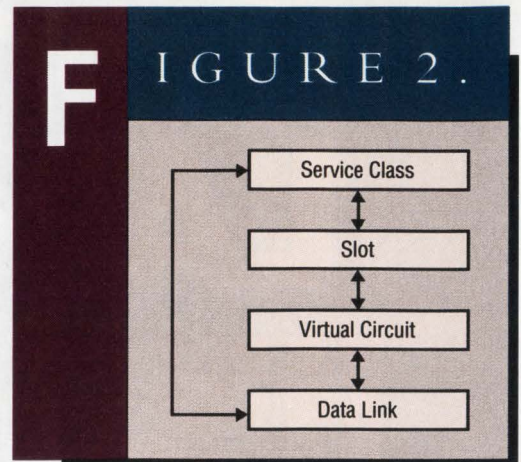 FIGURE 2.
Service Class
Slot
Virtual Circuit
Data Link